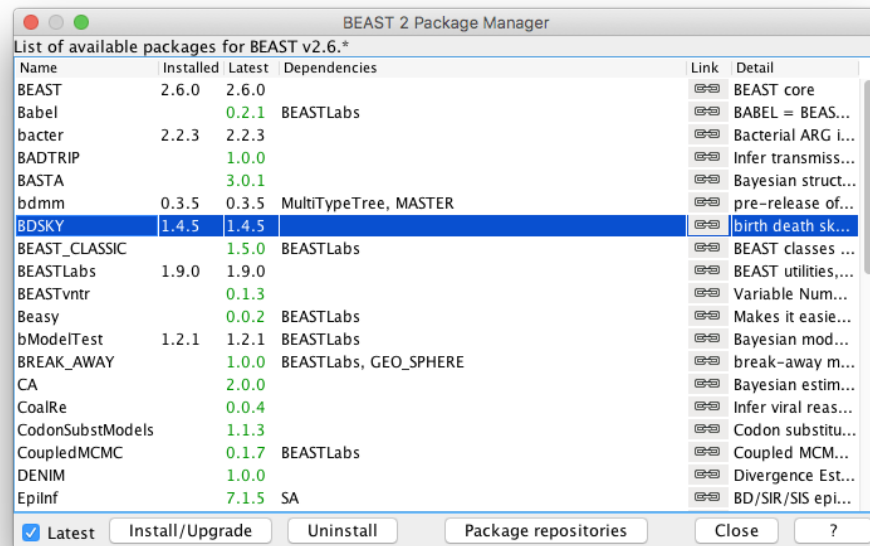 BEAST 2 Package Manager
List of available packages for BEAST v2.6.*
Name Installed Latest Dependencies Link Detail
BEAST 2.6.0 2.6.0 BEAST core
Babel 0.2.1 BEASTLabs BABEL = BEAS...
bacter 2.2.3 2.2.3 Bacterial ARG i...
BADTRIP 1.0.0 Infer transmiss...
BASTA 3.0.1 Bayesian struct...
bdmm 0.3.5 0.3.5 MultiTypeTree, MASTER pre-release of...
BDSKY 1.4.5 1.4.5 birth death sk...
BEAST_CLASSIC 1.5.0 BEASTLabs BEAST classes ...
BEASTLabs 1.9.0 1.9.0 BEAST utilities,...
BEASTvntr 0.1.3 Variable Num...
Beasy 0.0.2 BEASTLabs Makes it easie...
bModelTest 1.2.1 1.2.1 BEASTLabs Bayesian mod...
BREAK_AWAY 1.0.0 BEASTLabs, GEO_SPHERE break-away m...
CA 2.0.0 Bayesian estim...
CoalRe 0.0.4 Infer viral reas...
CodonSubstModels 1.1.3 Codon substitu...
CoupledMCMC 0.1.7 BEASTLabs Coupled MCM...
DENIM 1.0.0 Divergence Est...
EpiInf 7.1.5 SA BD/SIR/SIS epi...
Latest Install/Upgrade Uninstall Package repositories Close ?